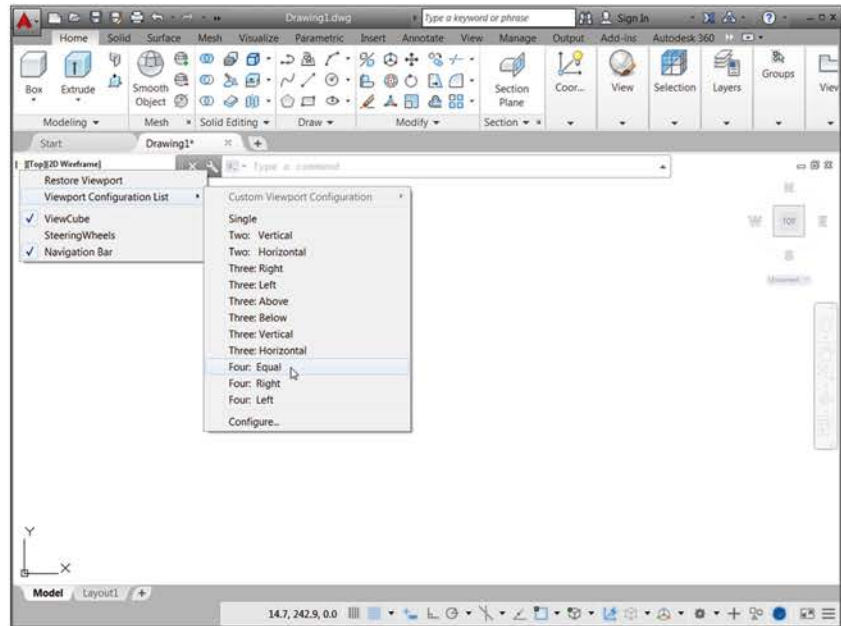 Drawing1.dwg
Type a keyword or phrase
Sign In
Home Solid Surface Mesh Visualize Parametric Insert Annotate View Manage Output Add-ins Autodesk 360
Box Extrude Smooth Object Section Plane Coor... View Selection Layers Groups View
Modeling Mesh Solid Editing Draw Modify Section
Start Drawing1* +
[-][Top][2D Wireframe]
Type a command
Restore Viewport
Viewport Configuration List
ViewCube
SteeringWheels
Navigation Bar
Custom Viewport Configuration
Single
Two: Vertical
Two: Horizontal
Three: Right
Three: Left
Three: Above
Three: Below
Three: Vertical
Three: Horizontal
Four: Equal
Four: Right
Four: Left
Configure...
N
W TOP E
S
Unnamed
Y
X
Model Layout1 +
14.7, 242.9, 0.0